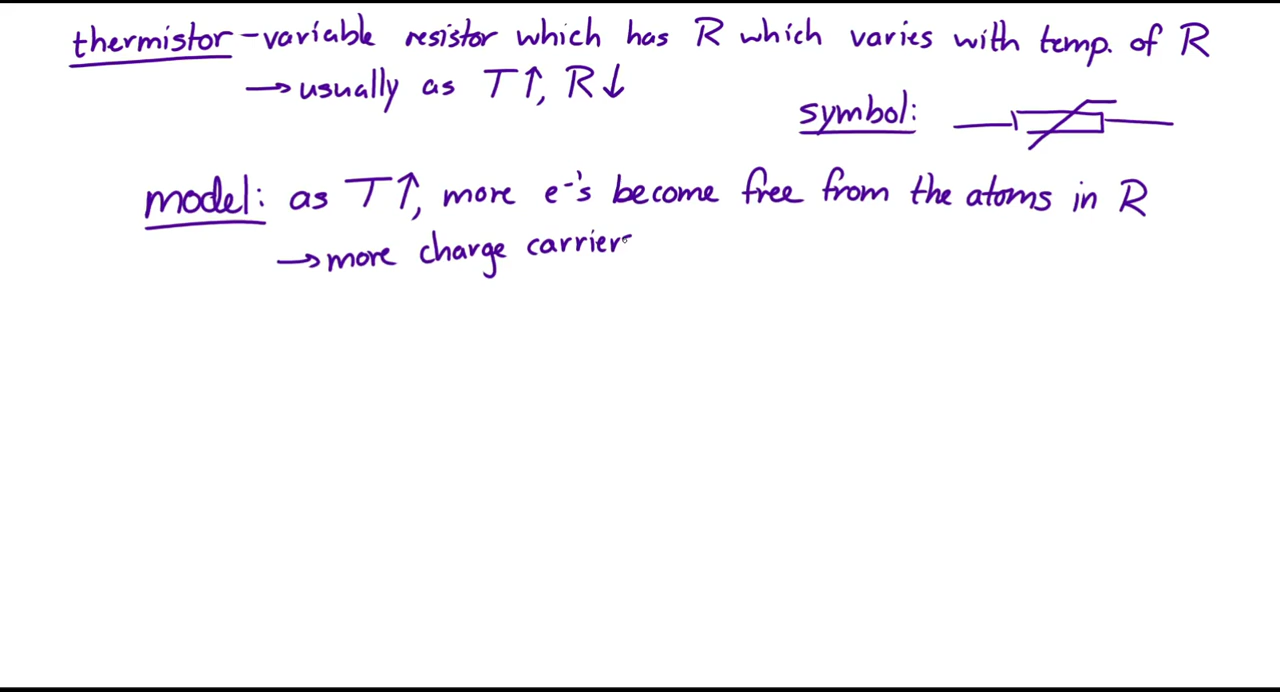 thermistor - variable resistor which has R which varies with temp. of R
→ usually as T↑, R↓
symbol:
model: as T↑, more e⁻'s become free from the atoms in R
→ more charge carriers